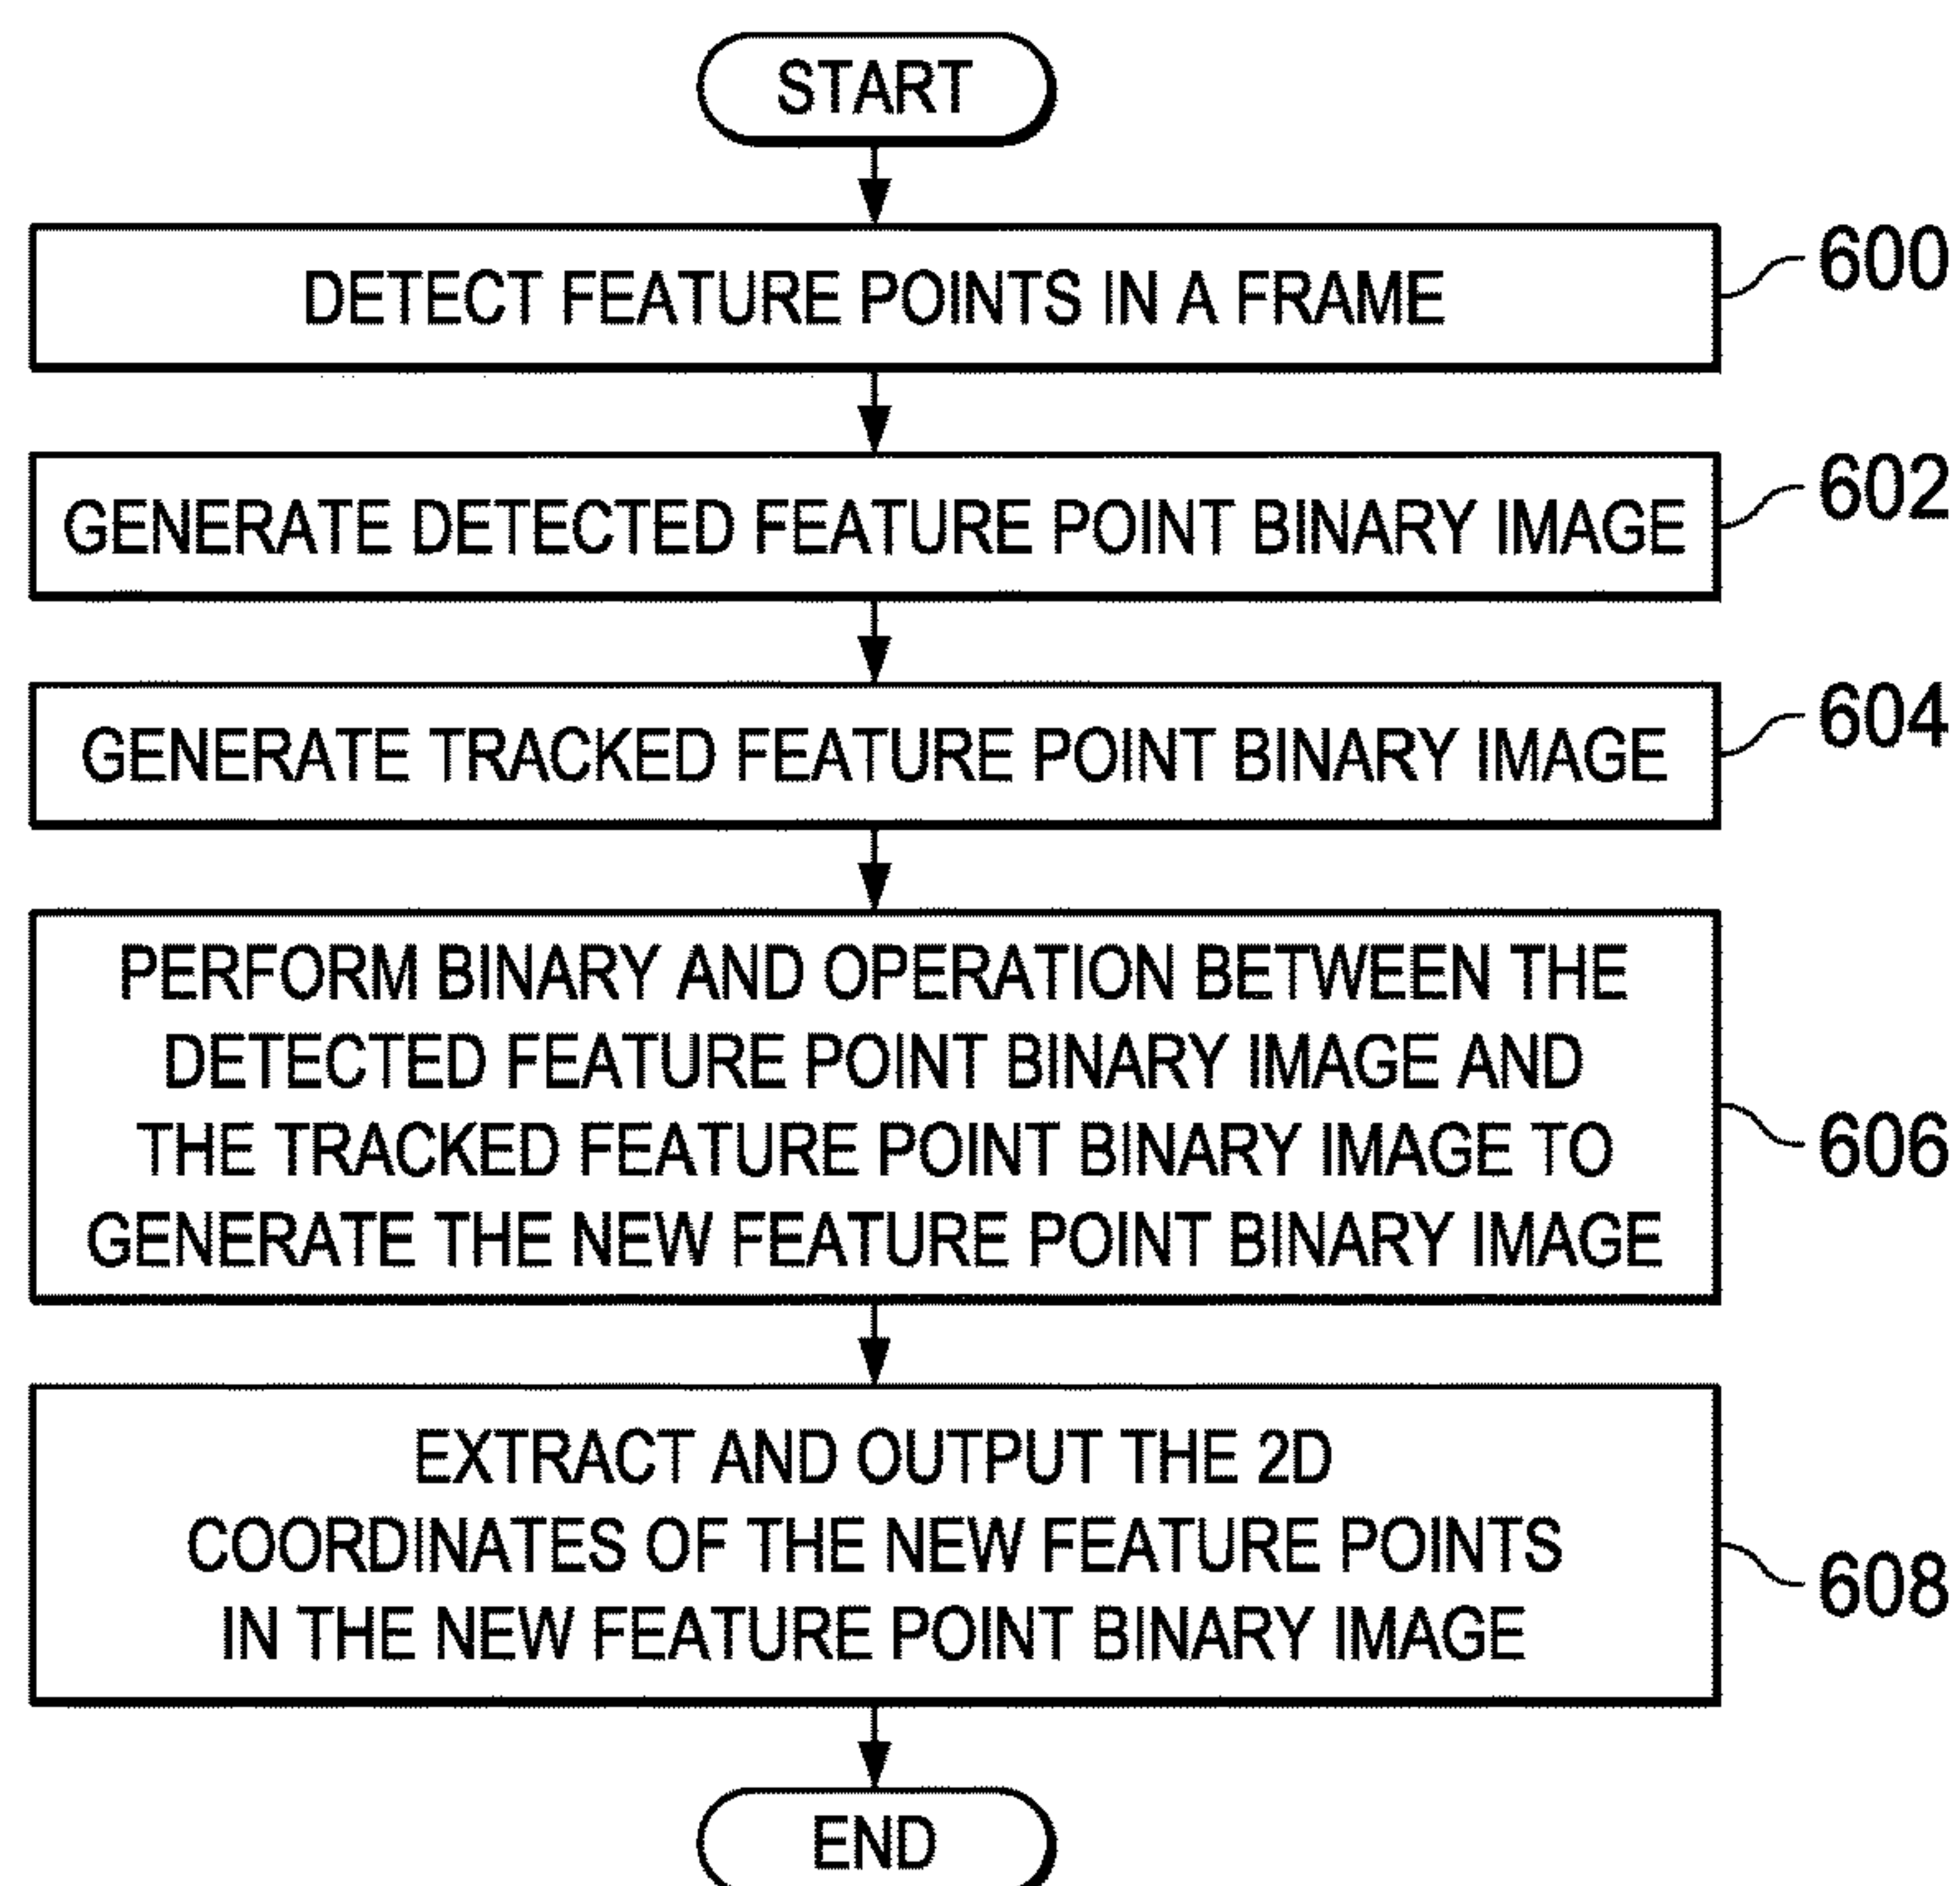 START
DETECT FEATURE POINTS IN A FRAME
600
GENERATE DETECTED FEATURE POINT BINARY IMAGE
602
GENERATE TRACKED FEATURE POINT BINARY IMAGE
604
PERFORM BINARY AND OPERATION BETWEEN THE
DETECTED FEATURE POINT BINARY IMAGE AND
THE TRACKED FEATURE POINT BINARY IMAGE TO
GENERATE THE NEW FEATURE POINT BINARY IMAGE
606
EXTRACT AND OUTPUT THE 2D
COORDINATES OF THE NEW FEATURE POINTS
IN THE NEW FEATURE POINT BINARY IMAGE
608
END